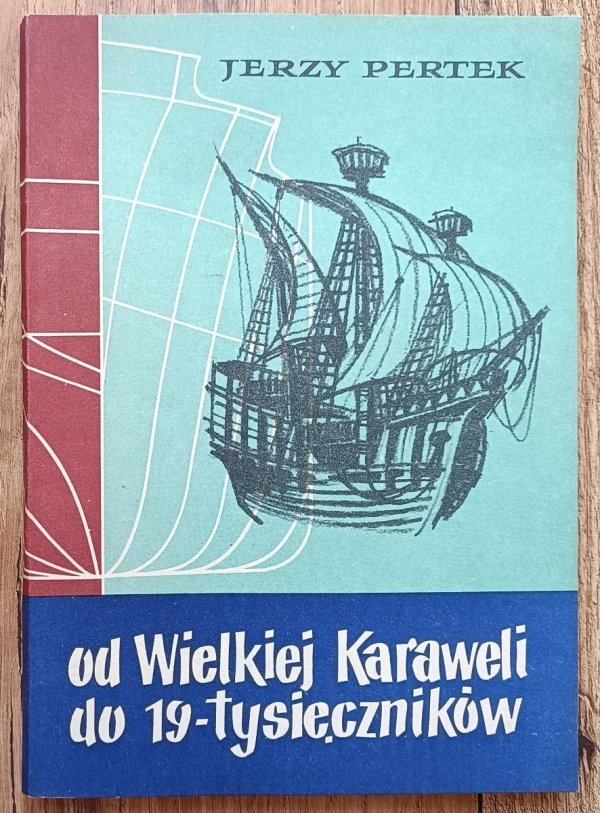 JERZY PERTEK
od Wielkiej Karaweli
do 19-tysięczników